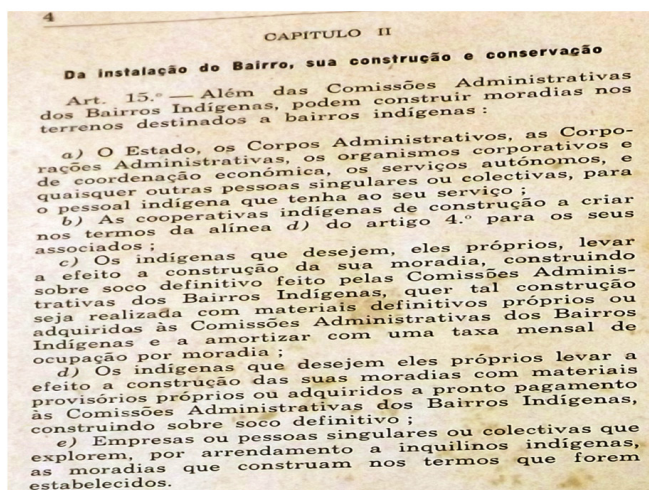 4
CAPITULO II
Da instalação do Bairro, sua construção e conservação
Art. 15.º — Além das Comissões Administrativas
dos Bairros Indígenas, podem construir moradias nos
terrenos destinados a bairros indígenas :
a) O Estado, os Corpos Administrativos, as Corpo-
rações Administrativas, os organismos corporativos e
de coordenação económica, os serviços autónomos, e
quaisquer outras pessoas singulares ou colectivas, para
o pessoal indígena que tenha ao seu serviço ;
b) As cooperativas indígenas de construção a criar
nos termos da alínea d) do artigo 4.º para os seus
associados ;
c) Os indígenas que desejem, eles próprios, levar
a efeito a construção da sua moradia, construindo
sobre soco definitivo feito pelas Comissões Adminis-
trativas dos Bairros Indígenas, quer tal construção
seja realizada com materiais definitivos próprios ou
adquiridos às Comissões Administrativas dos Bairros
Indígenas e a amortizar com uma taxa mensal de
ocupação por moradia ;
d) Os indígenas que desejem eles próprios levar a
efeito a construção das suas moradias com materiais
provisórios próprios ou adquiridos a pronto pagamento
às Comissões Administrativas dos Bairros Indígenas,
construindo sobre soco definitivo ;
e) Empresas ou pessoas singulares ou colectivas que
explorem, por arrendamento a inquilinos indígenas,
as moradias que construam nos termos que forem
estabelecidos.